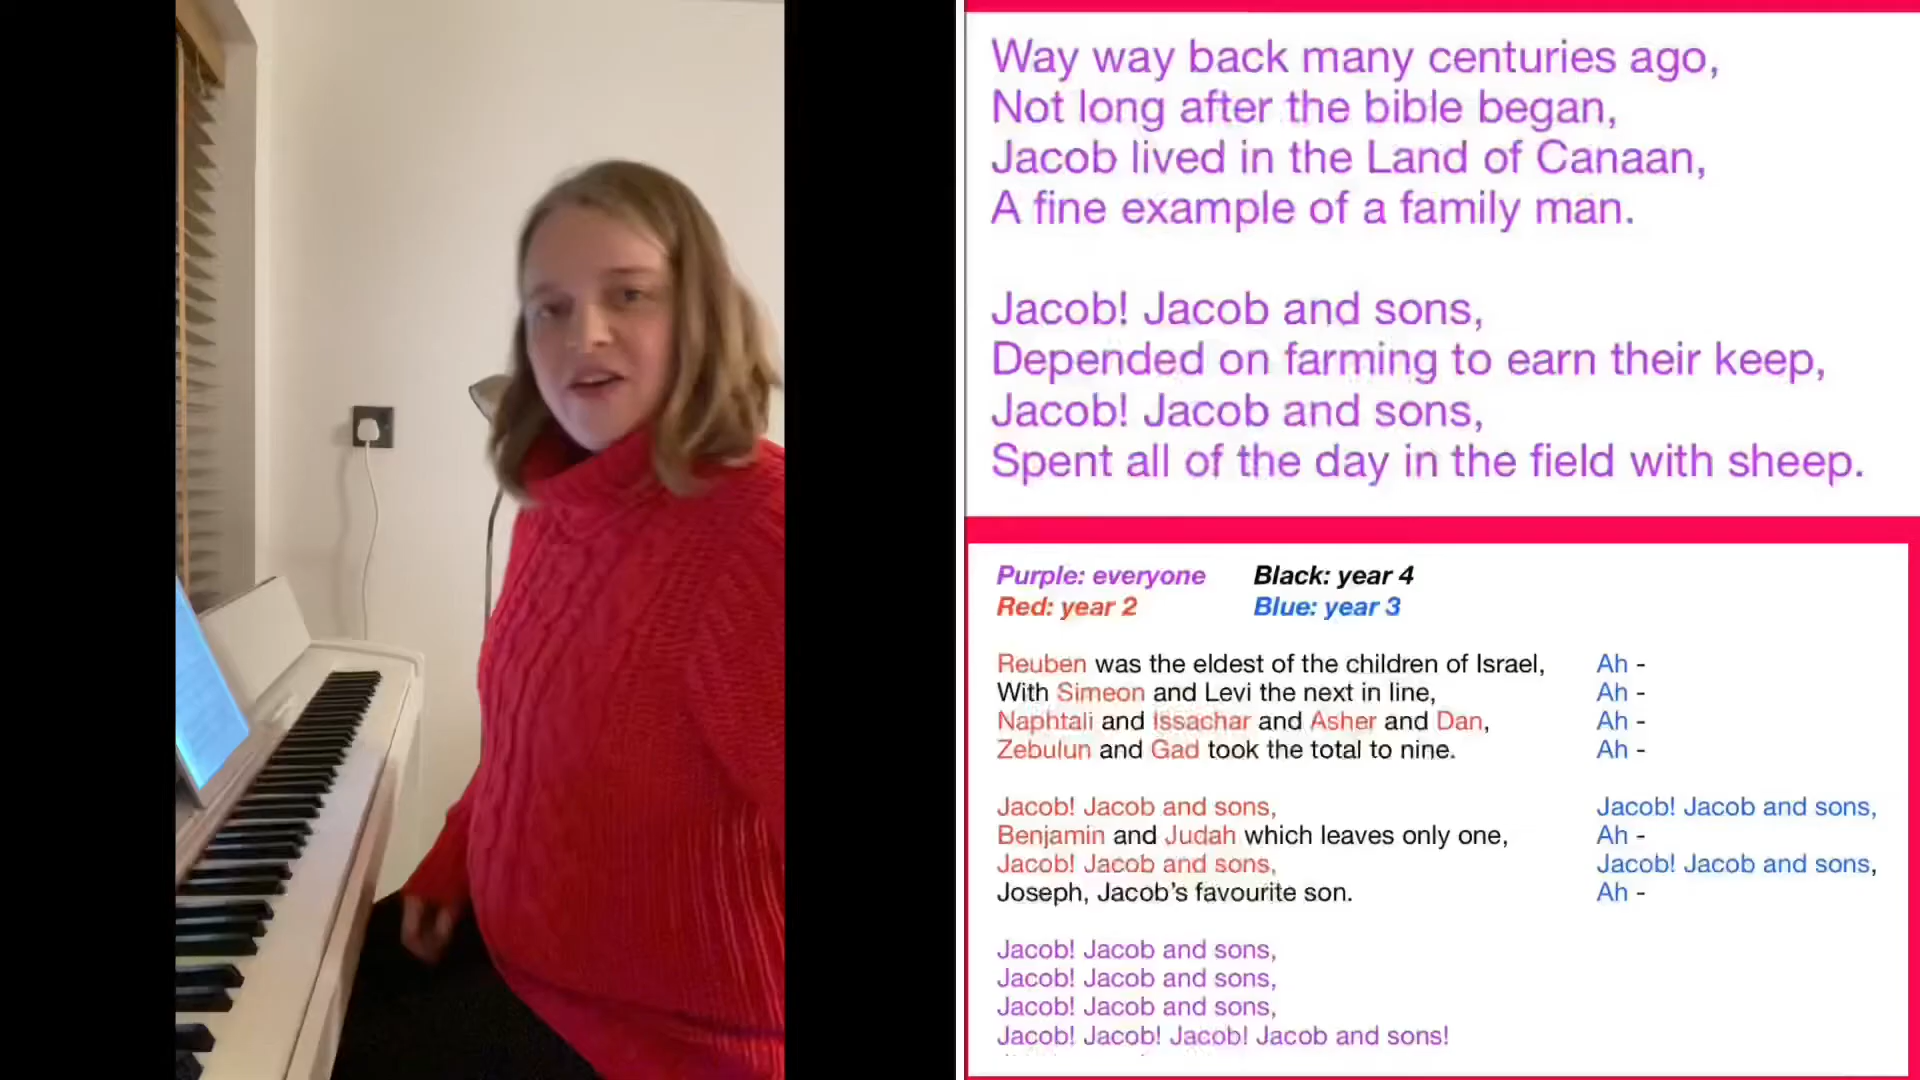 Way way back many centuries ago,
Not long after the bible began,
Jacob lived in the Land of Canaan,
A fine example of a family man.
Jacob! Jacob and sons,
Depended on farming to earn their keep,
Jacob! Jacob and sons,
Spent all of the day in the field with sheep.
Purple: everyone Black: year 4
Red: year 2 Blue: year 3
Reuben was the eldest of the children of Israel, Ah -
With Simeon and Levi the next in line, Ah -
Naphtali and Issachar and Asher and Dan, Ah -
Zebulun and Gad took the total to nine. Ah -
Jacob! Jacob and sons, Jacob! Jacob and sons,
Benjamin and Judah which leaves only one, Ah -
Jacob! Jacob and sons, Jacob! Jacob and sons,
Joseph, Jacob's favourite son. Ah -
Jacob! Jacob and sons,
Jacob! Jacob and sons,
Jacob! Jacob and sons,
Jacob! Jacob! Jacob! Jacob and sons!